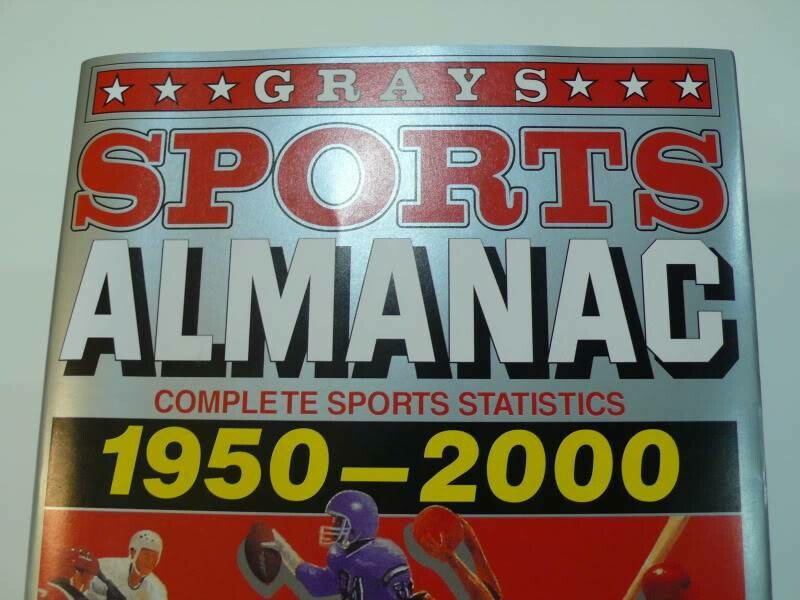 GRAYS
SPORTS
ALMANAC
COMPLETE SPORTS STATISTICS
1950-2000